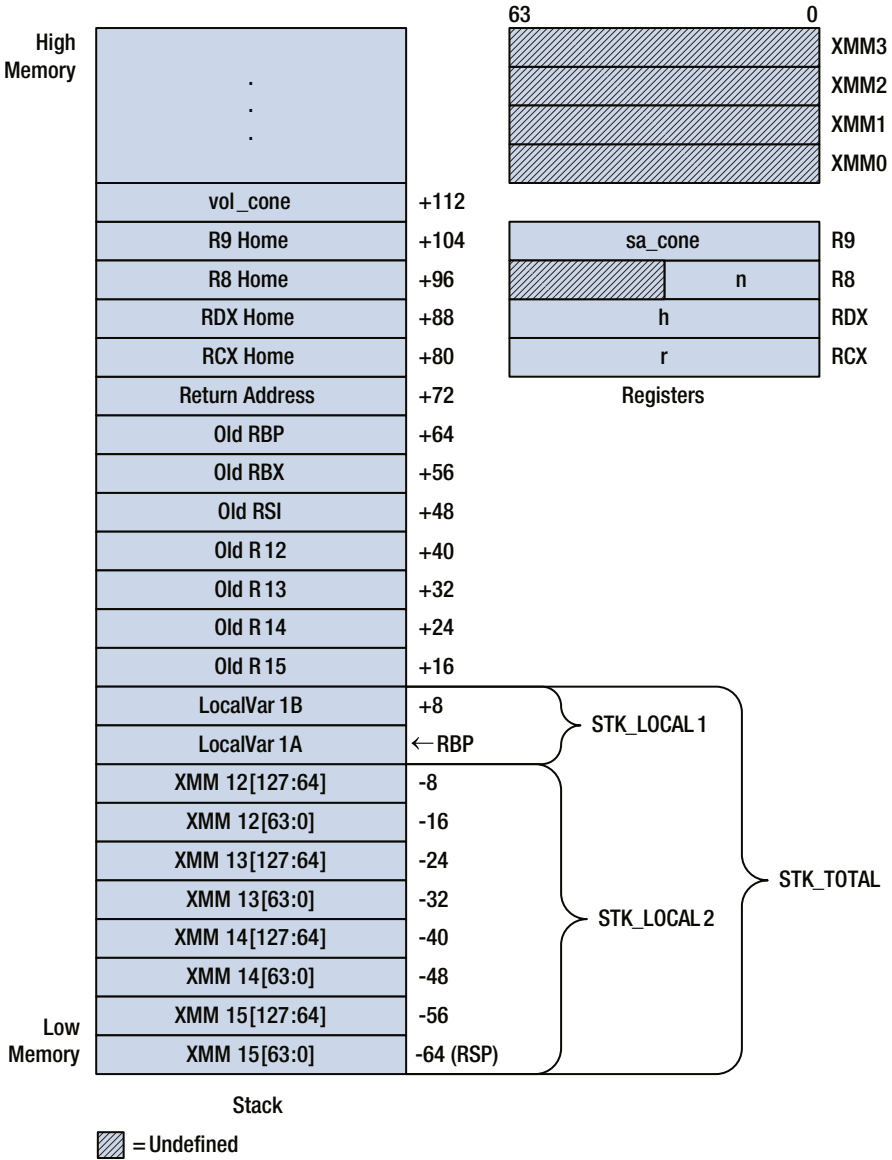 63 0
High
Memory
.
.
.
XMM3
XMM2
XMM1
XMM0
vol_cone +112
R9 Home +104
R8 Home +96
RDX Home +88
RCX Home +80
Return Address +72
Old RBP +64
Old RBX +56
Old RSI +48
Old R12 +40
Old R13 +32
Old R14 +24
Old R15 +16
LocalVar 1B +8
LocalVar 1A ←RBP
XMM 12[127:64] -8
XMM 12[63:0] -16
XMM 13[127:64] -24
XMM 13[63:0] -32
XMM 14[127:64] -40
XMM 14[63:0] -48
XMM 15[127:64] -56
XMM 15[63:0] -64 (RSP)
Low
Memory
Stack
sa_cone R9
n R8
h RDX
r RCX
Registers
STK_LOCAL1
STK_LOCAL2
STK_TOTAL
= Undefined